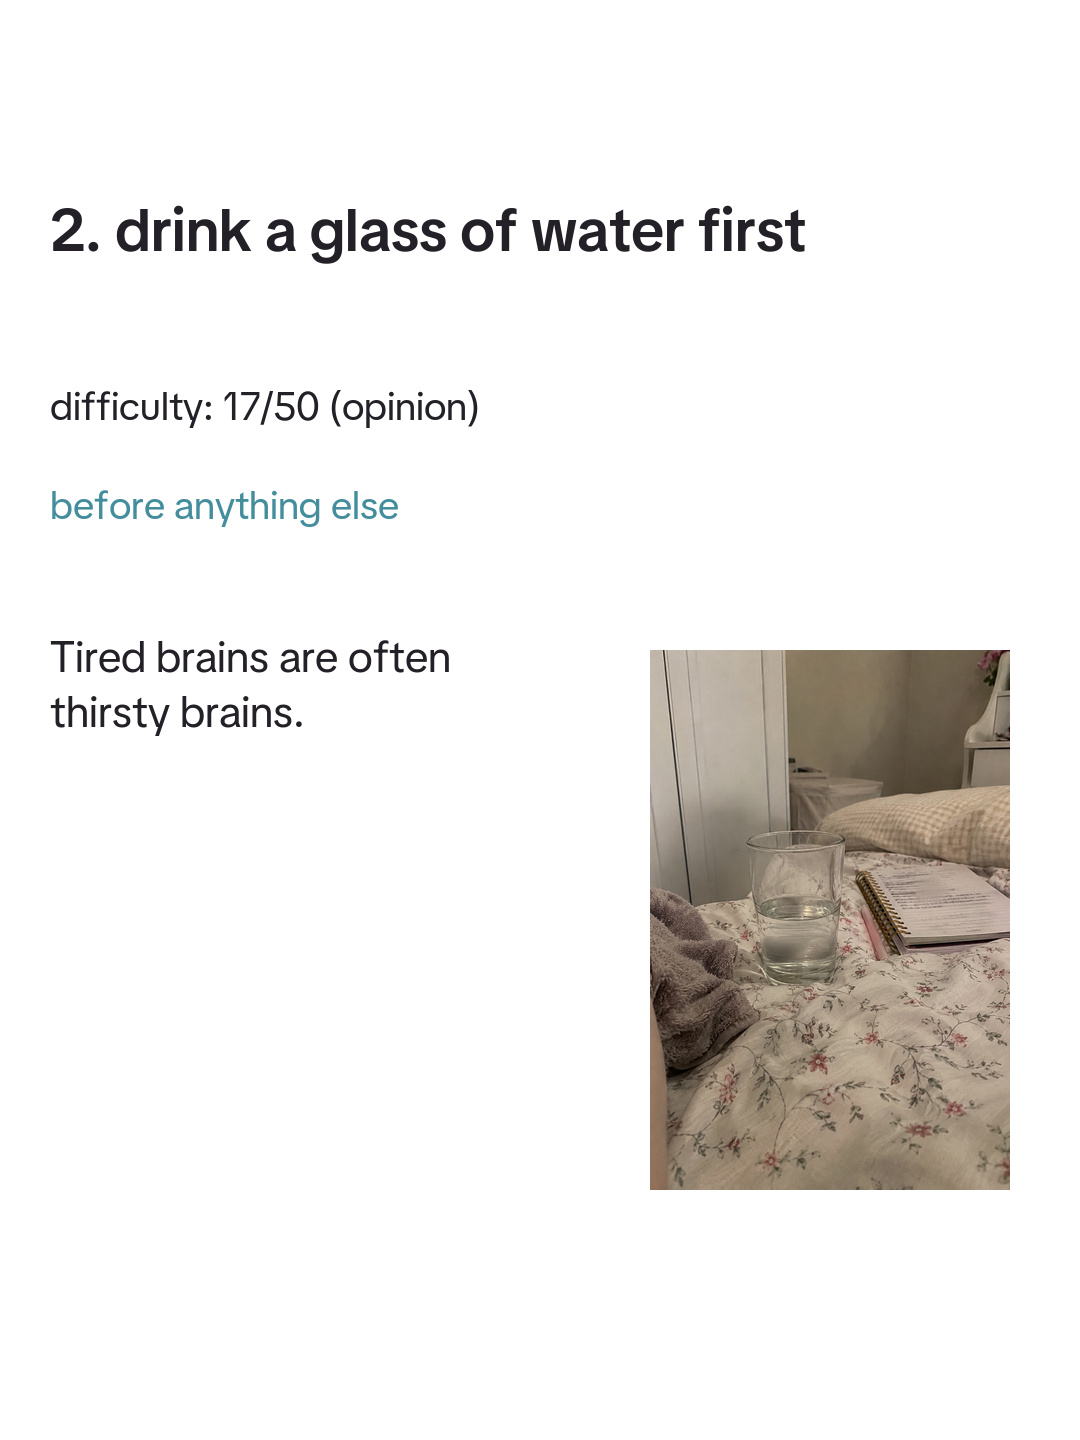 2. drink a glass of water first
difficulty: 17/50 (opinion)
before anything else
Tired brains are often
thirsty brains.